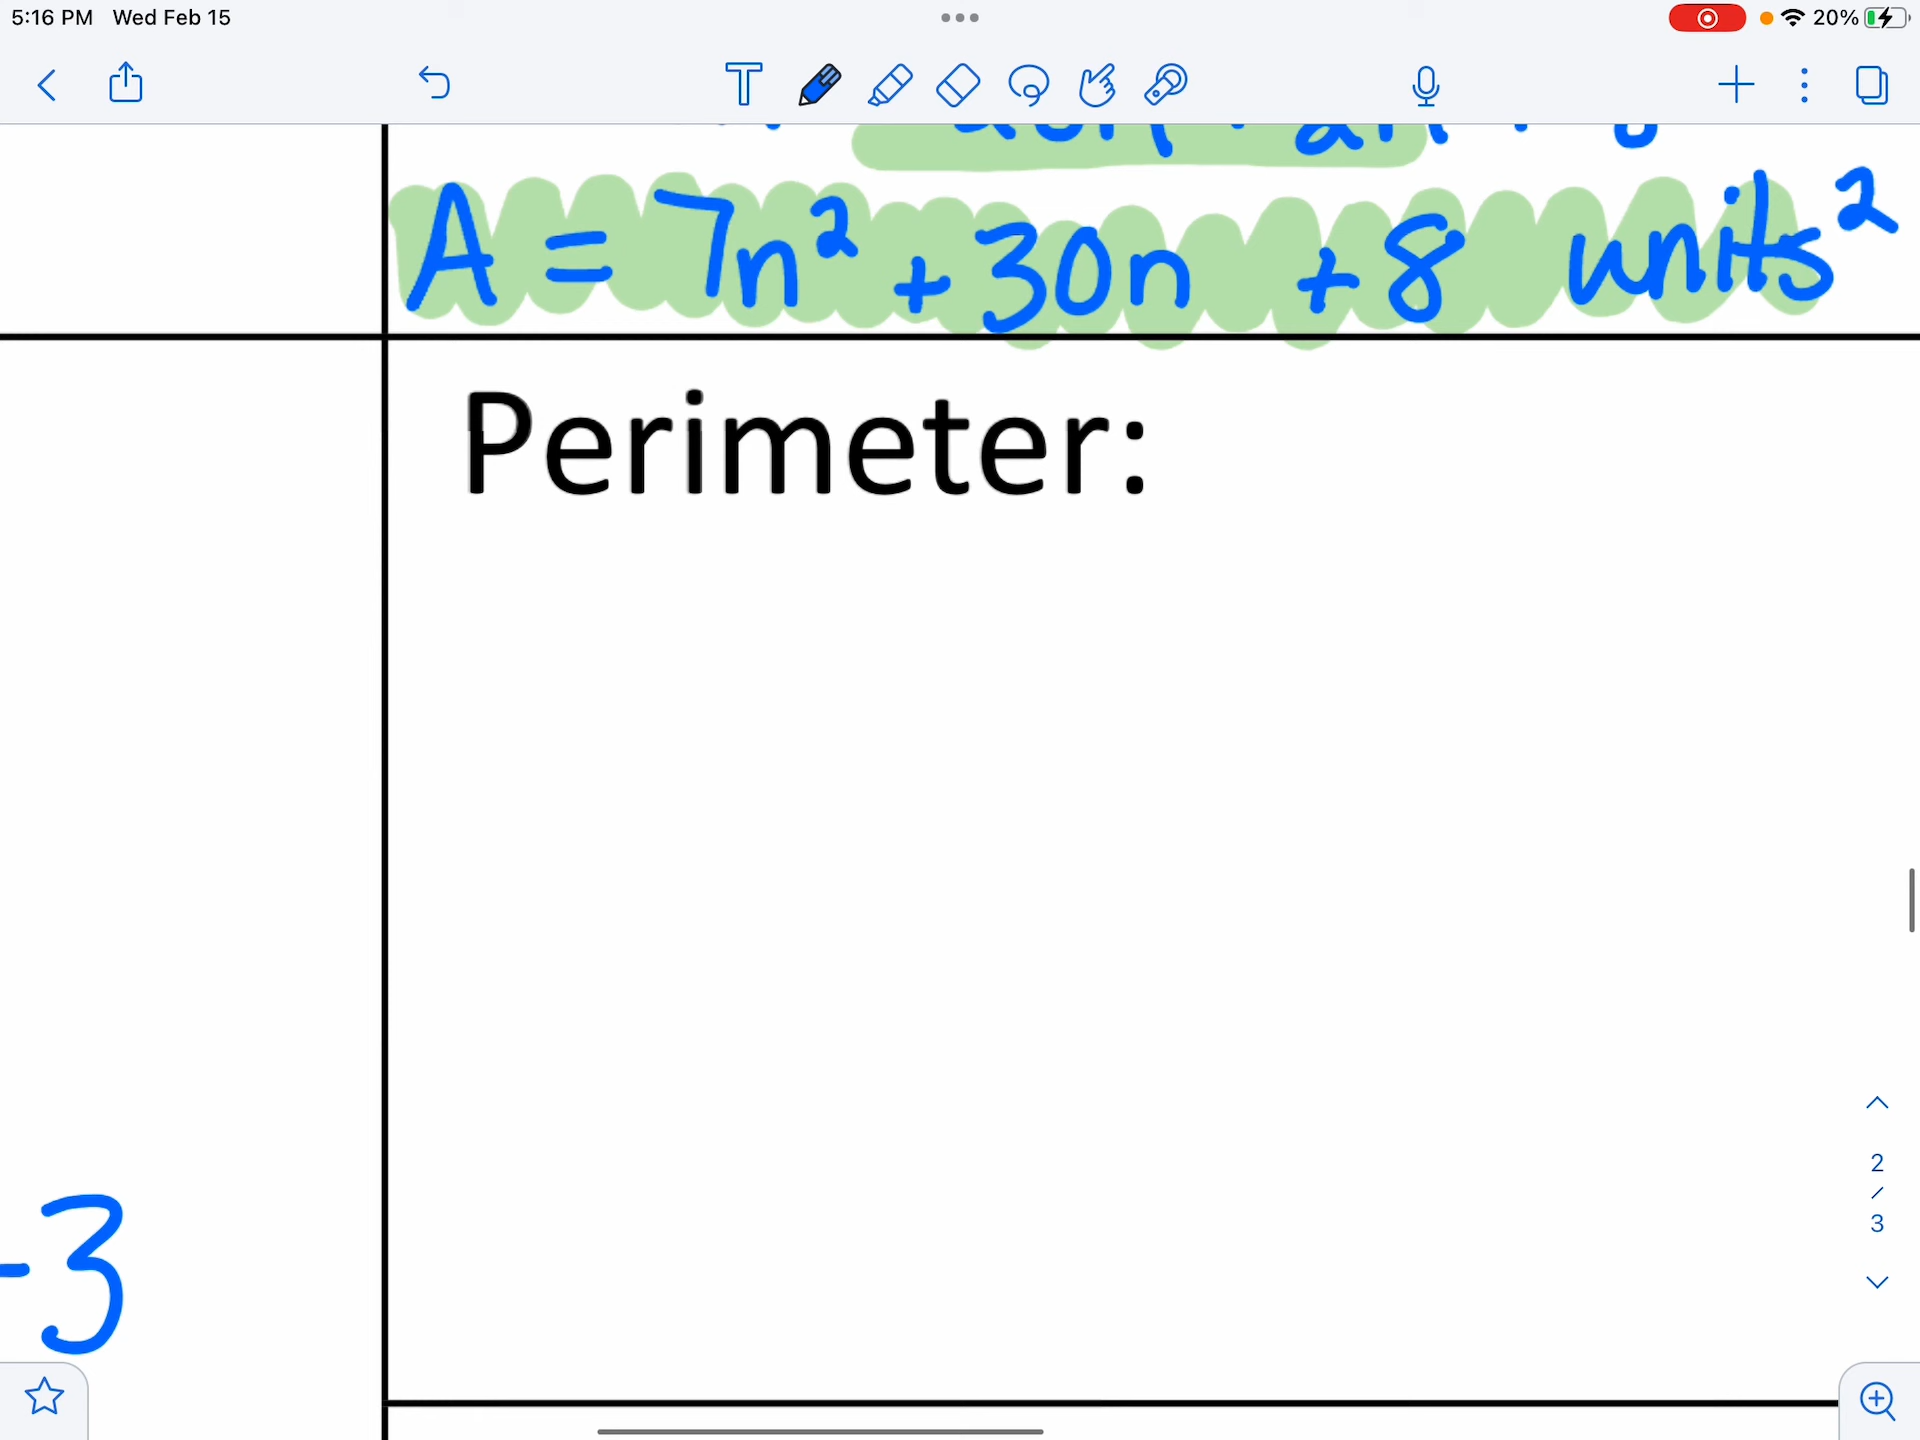 5:16 PM Wed Feb 15
20%
A = 7n² + 30n + 8 units²
Perimeter:
2
/
3
-3